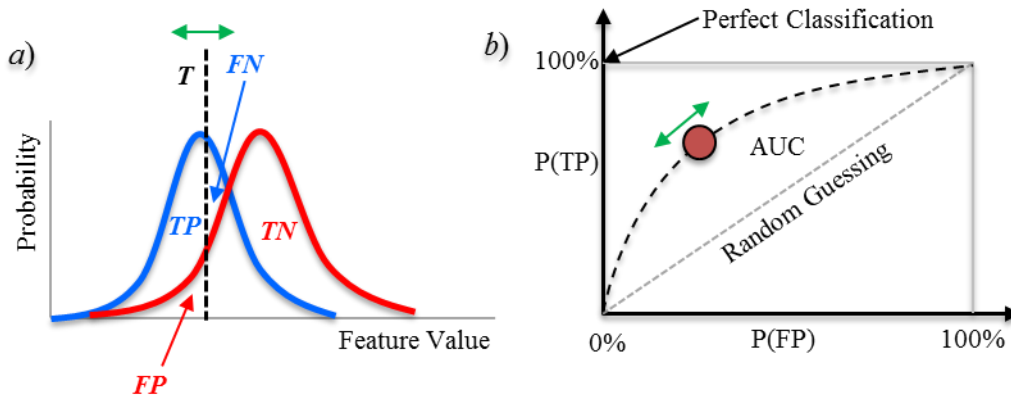 a)
T
FN
Probability
TP
TN
Feature Value
FP
b)
Perfect Classification
100%
P(TP)
AUC
Random Guessing
0%
P(FP)
100%